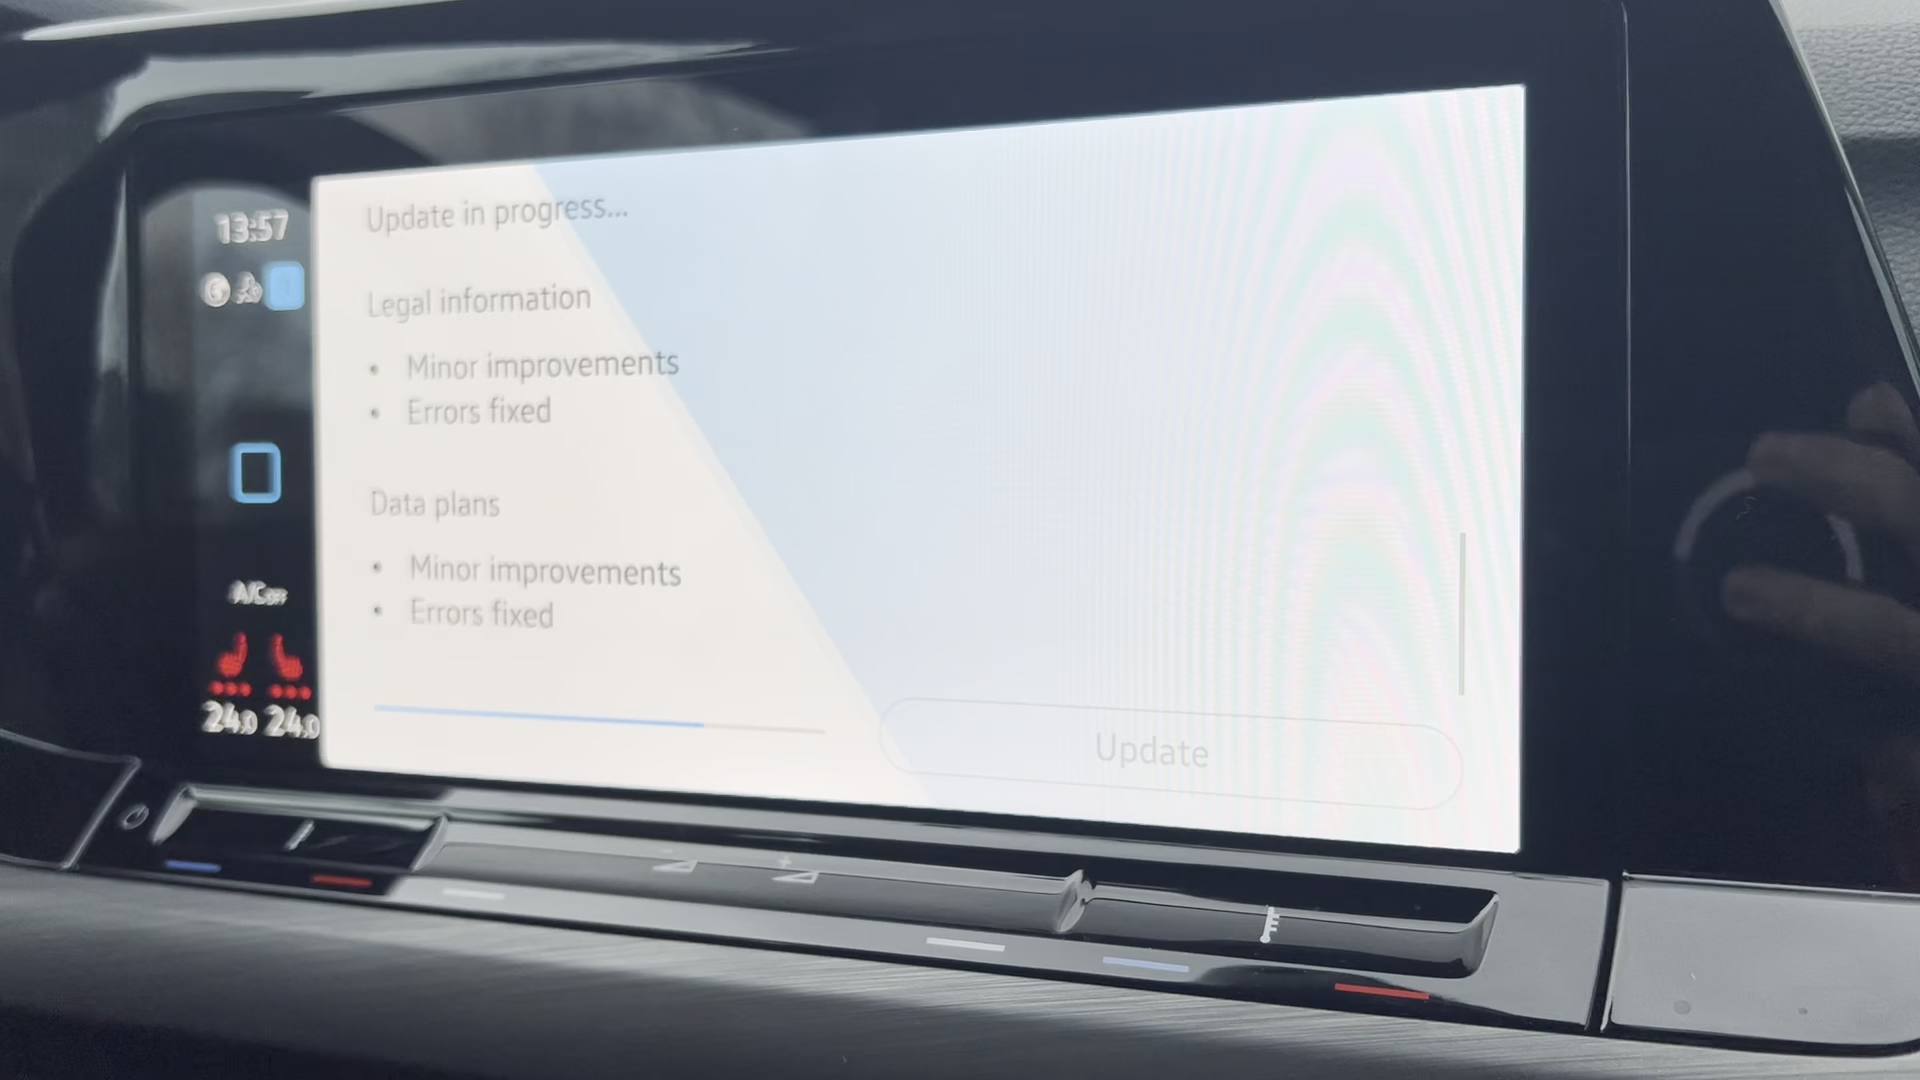 13:57
Update in progress...
Legal information
• Minor improvements
• Errors fixed
Data plans
• Minor improvements
• Errors fixed
A/C OFF
24.0 24.0
Update